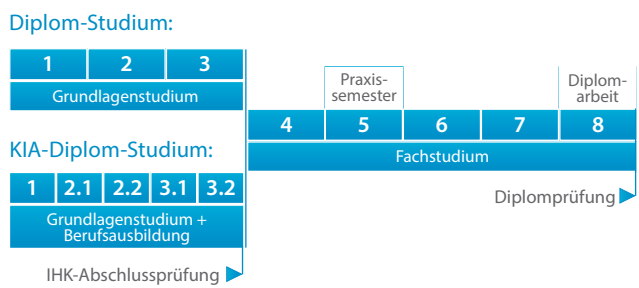 Diplom-Studium:
1 2 3
Grundlagenstudium
Praxis-
semester
Diplom-
arbeit
4 5 6 7 8
Fachstudium
Diplomprüfung
KIA-Diplom-Studium:
1 2.1 2.2 3.1 3.2
Grundlagenstudium +
Berufsausbildung
IHK-Abschlussprüfung